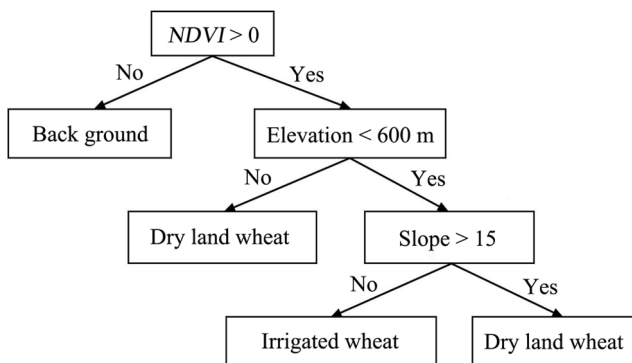 NDVI > 0
No
Yes
Back ground
Elevation < 600 m
No
Yes
Dry land wheat
Slope > 15
No
Yes
Irrigated wheat
Dry land wheat